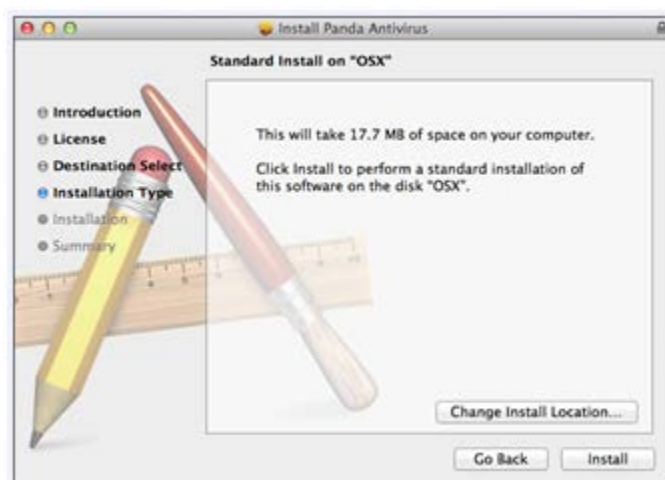 Install Panda Antivirus
Standard Install on "OSX"
Introduction
License
Destination Select
Installation Type
Installation
Summary
This will take 17.7 MB of space on your computer.
Click Install to perform a standard installation of
this software on the disk "OSX".
Change Install Location...
Go Back
Install